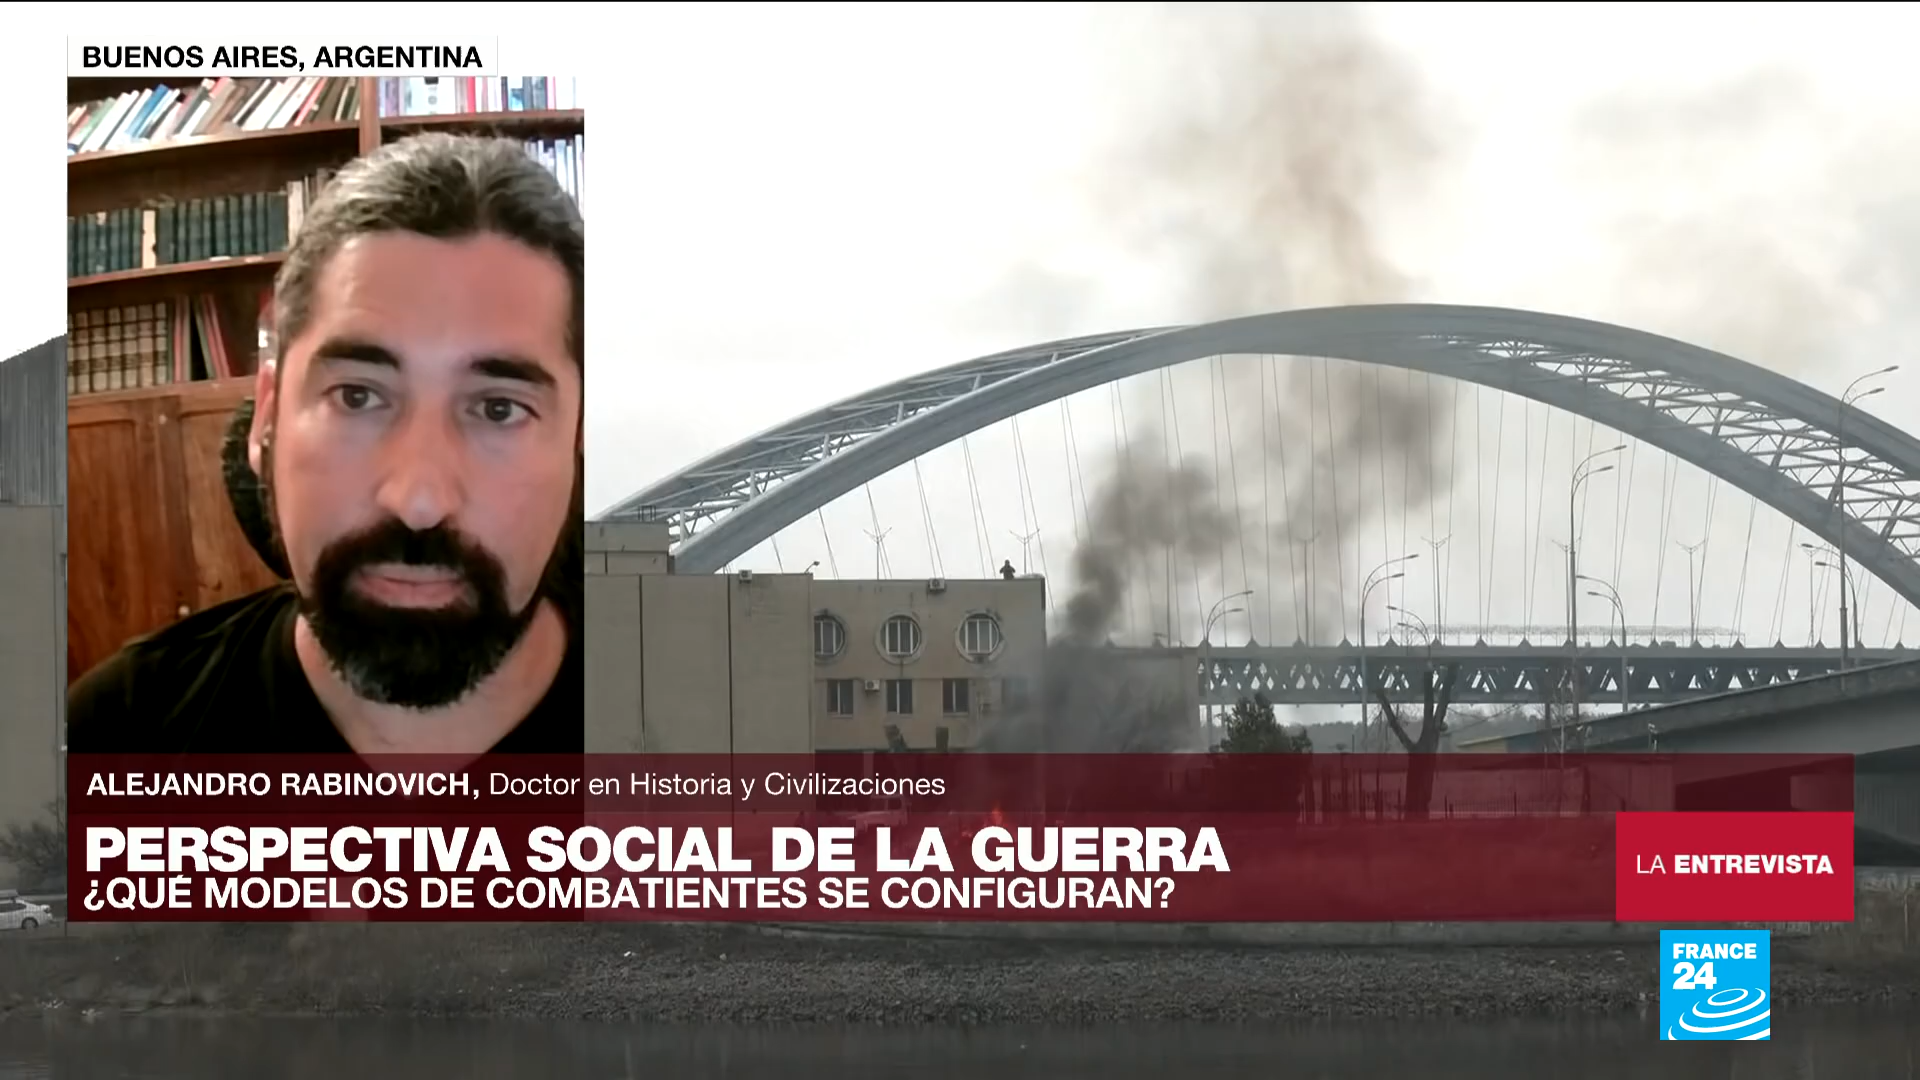 BUENOS AIRES, ARGENTINA
ALEJANDRO RABINOVICH, Doctor en Historia y Civilizaciones
PERSPECTIVA SOCIAL DE LA GUERRA
¿QUÉ MODELOS DE COMBATIENTES SE CONFIGURAN?
LA ENTREVISTA
FRANCE
24